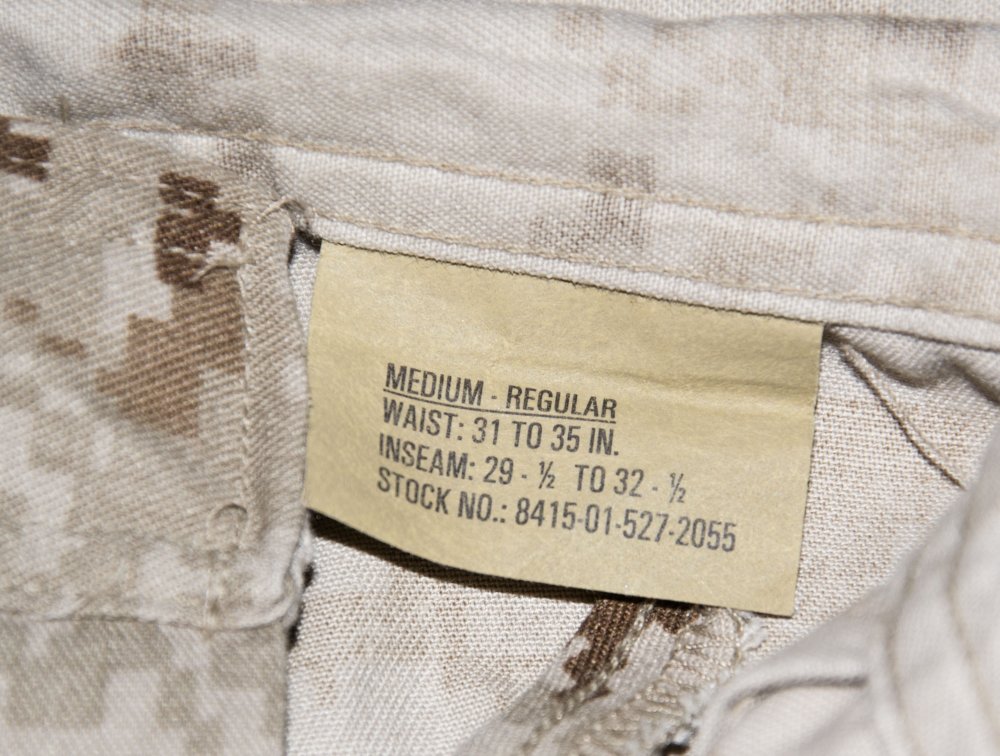 MEDIUM - REGULAR
WAIST: 31 TO 35 IN.
INSEAM: 29 - ½ TO 32 - ½
STOCK NO.: 8415-01-527-2055